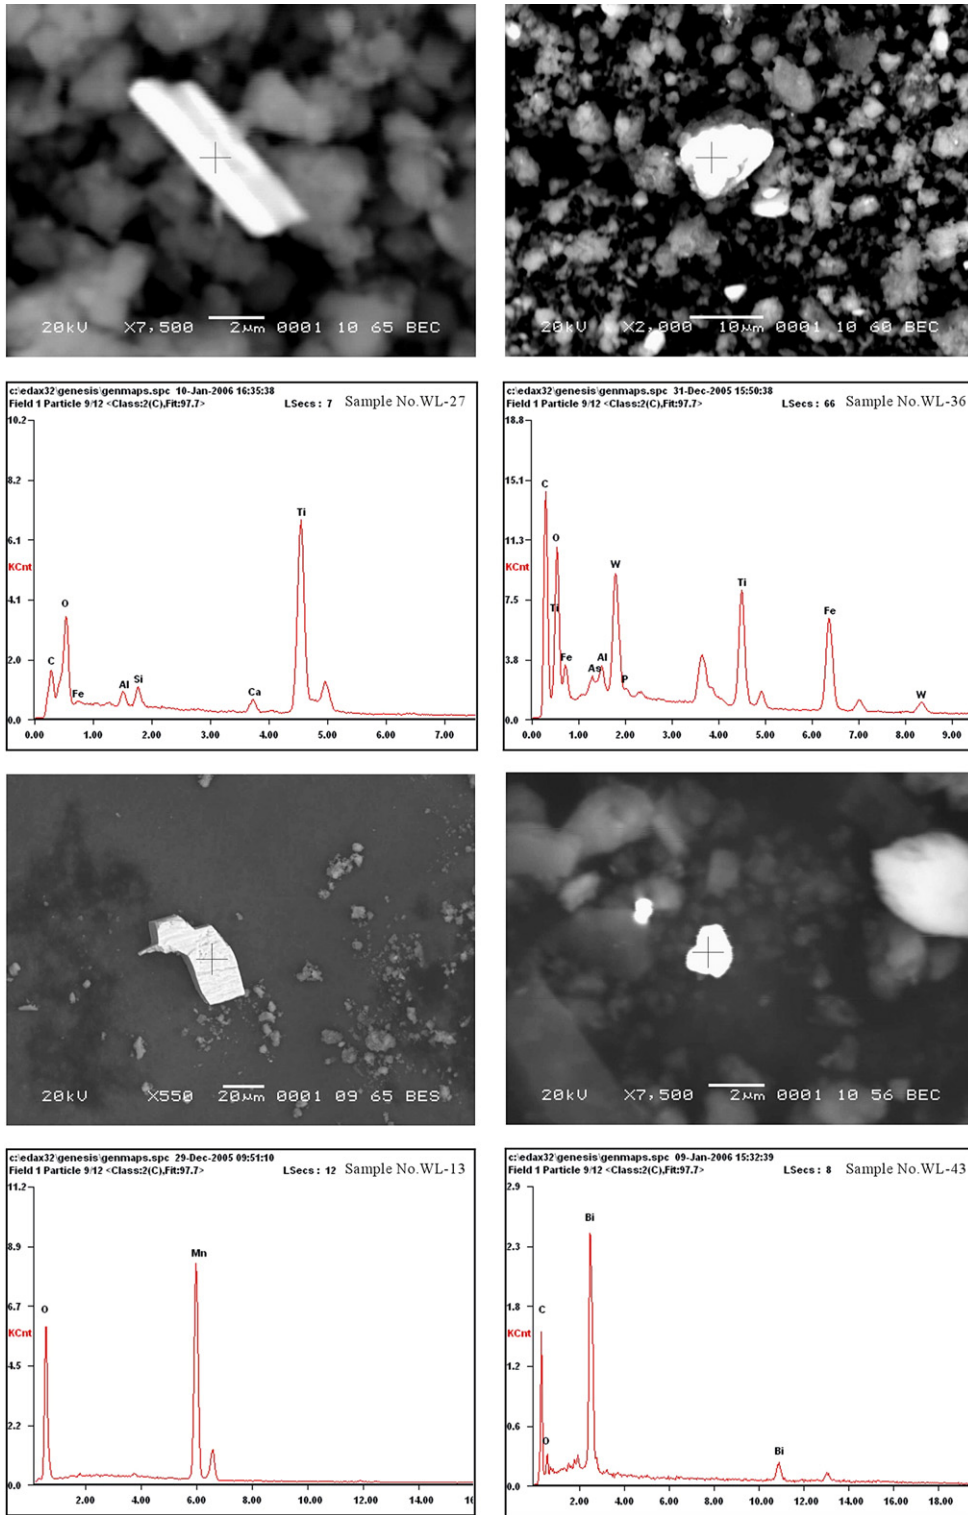 20kV X7,500 2μm 0001 10 65 BEC
20kV X2,000 10μm 0001 10 60 BEC
c:\edax32\genesis\genmaps.spc 10-Jan-2006 16:35:38
Field 1 Particle 9/12 <Class:2(C),Fit:97.7> LSecs : 7 Sample No.WL-27
10.2
8.2
6.1
KCnt
4.1
2.0
0.0
C
O
Fe
Al
Si
Ca
Ti
0.00 1.00 2.00 3.00 4.00 5.00 6.00 7.00
c:\edax32\genesis\genmaps.spc 31-Dec-2005 15:50:38
Field 1 Particle 9/12 <Class:2(C),Fit:97.7> LSecs : 66 Sample No.WL-36
18.8
15.1
11.3
KCnt
7.5
3.8
0.0
C
O
Ti
Fe
As
Al
W
P
Ti
Fe
W
0.00 1.00 2.00 3.00 4.00 5.00 6.00 7.00 8.00 9.00
20kV X550 20μm 0001 09 65 BES
20kV X7,500 2μm 0001 10 56 BEC
c:\edax32\genesis\genmaps.spc 29-Dec-2005 09:51:10
Field 1 Particle 9/12 <Class:2(C),Fit:97.7> LSecs : 12 Sample No.WL-13
11.2
8.9
6.7
KCnt
4.5
2.2
0.0
O
Mn
2.00 4.00 6.00 8.00 10.00 12.00 14.00 16.00
c:\edax32\genesis\genmaps.spc 09-Jan-2006 15:32:39
Field 1 Particle 9/12 <Class:2(C),Fit:97.7> LSecs : 8 Sample No.WL-43
2.9
2.3
1.8
KCnt
1.2
0.6
0.0
C
O
Bi
Bi
2.00 4.00 6.00 8.00 10.00 12.00 14.00 16.00 18.00